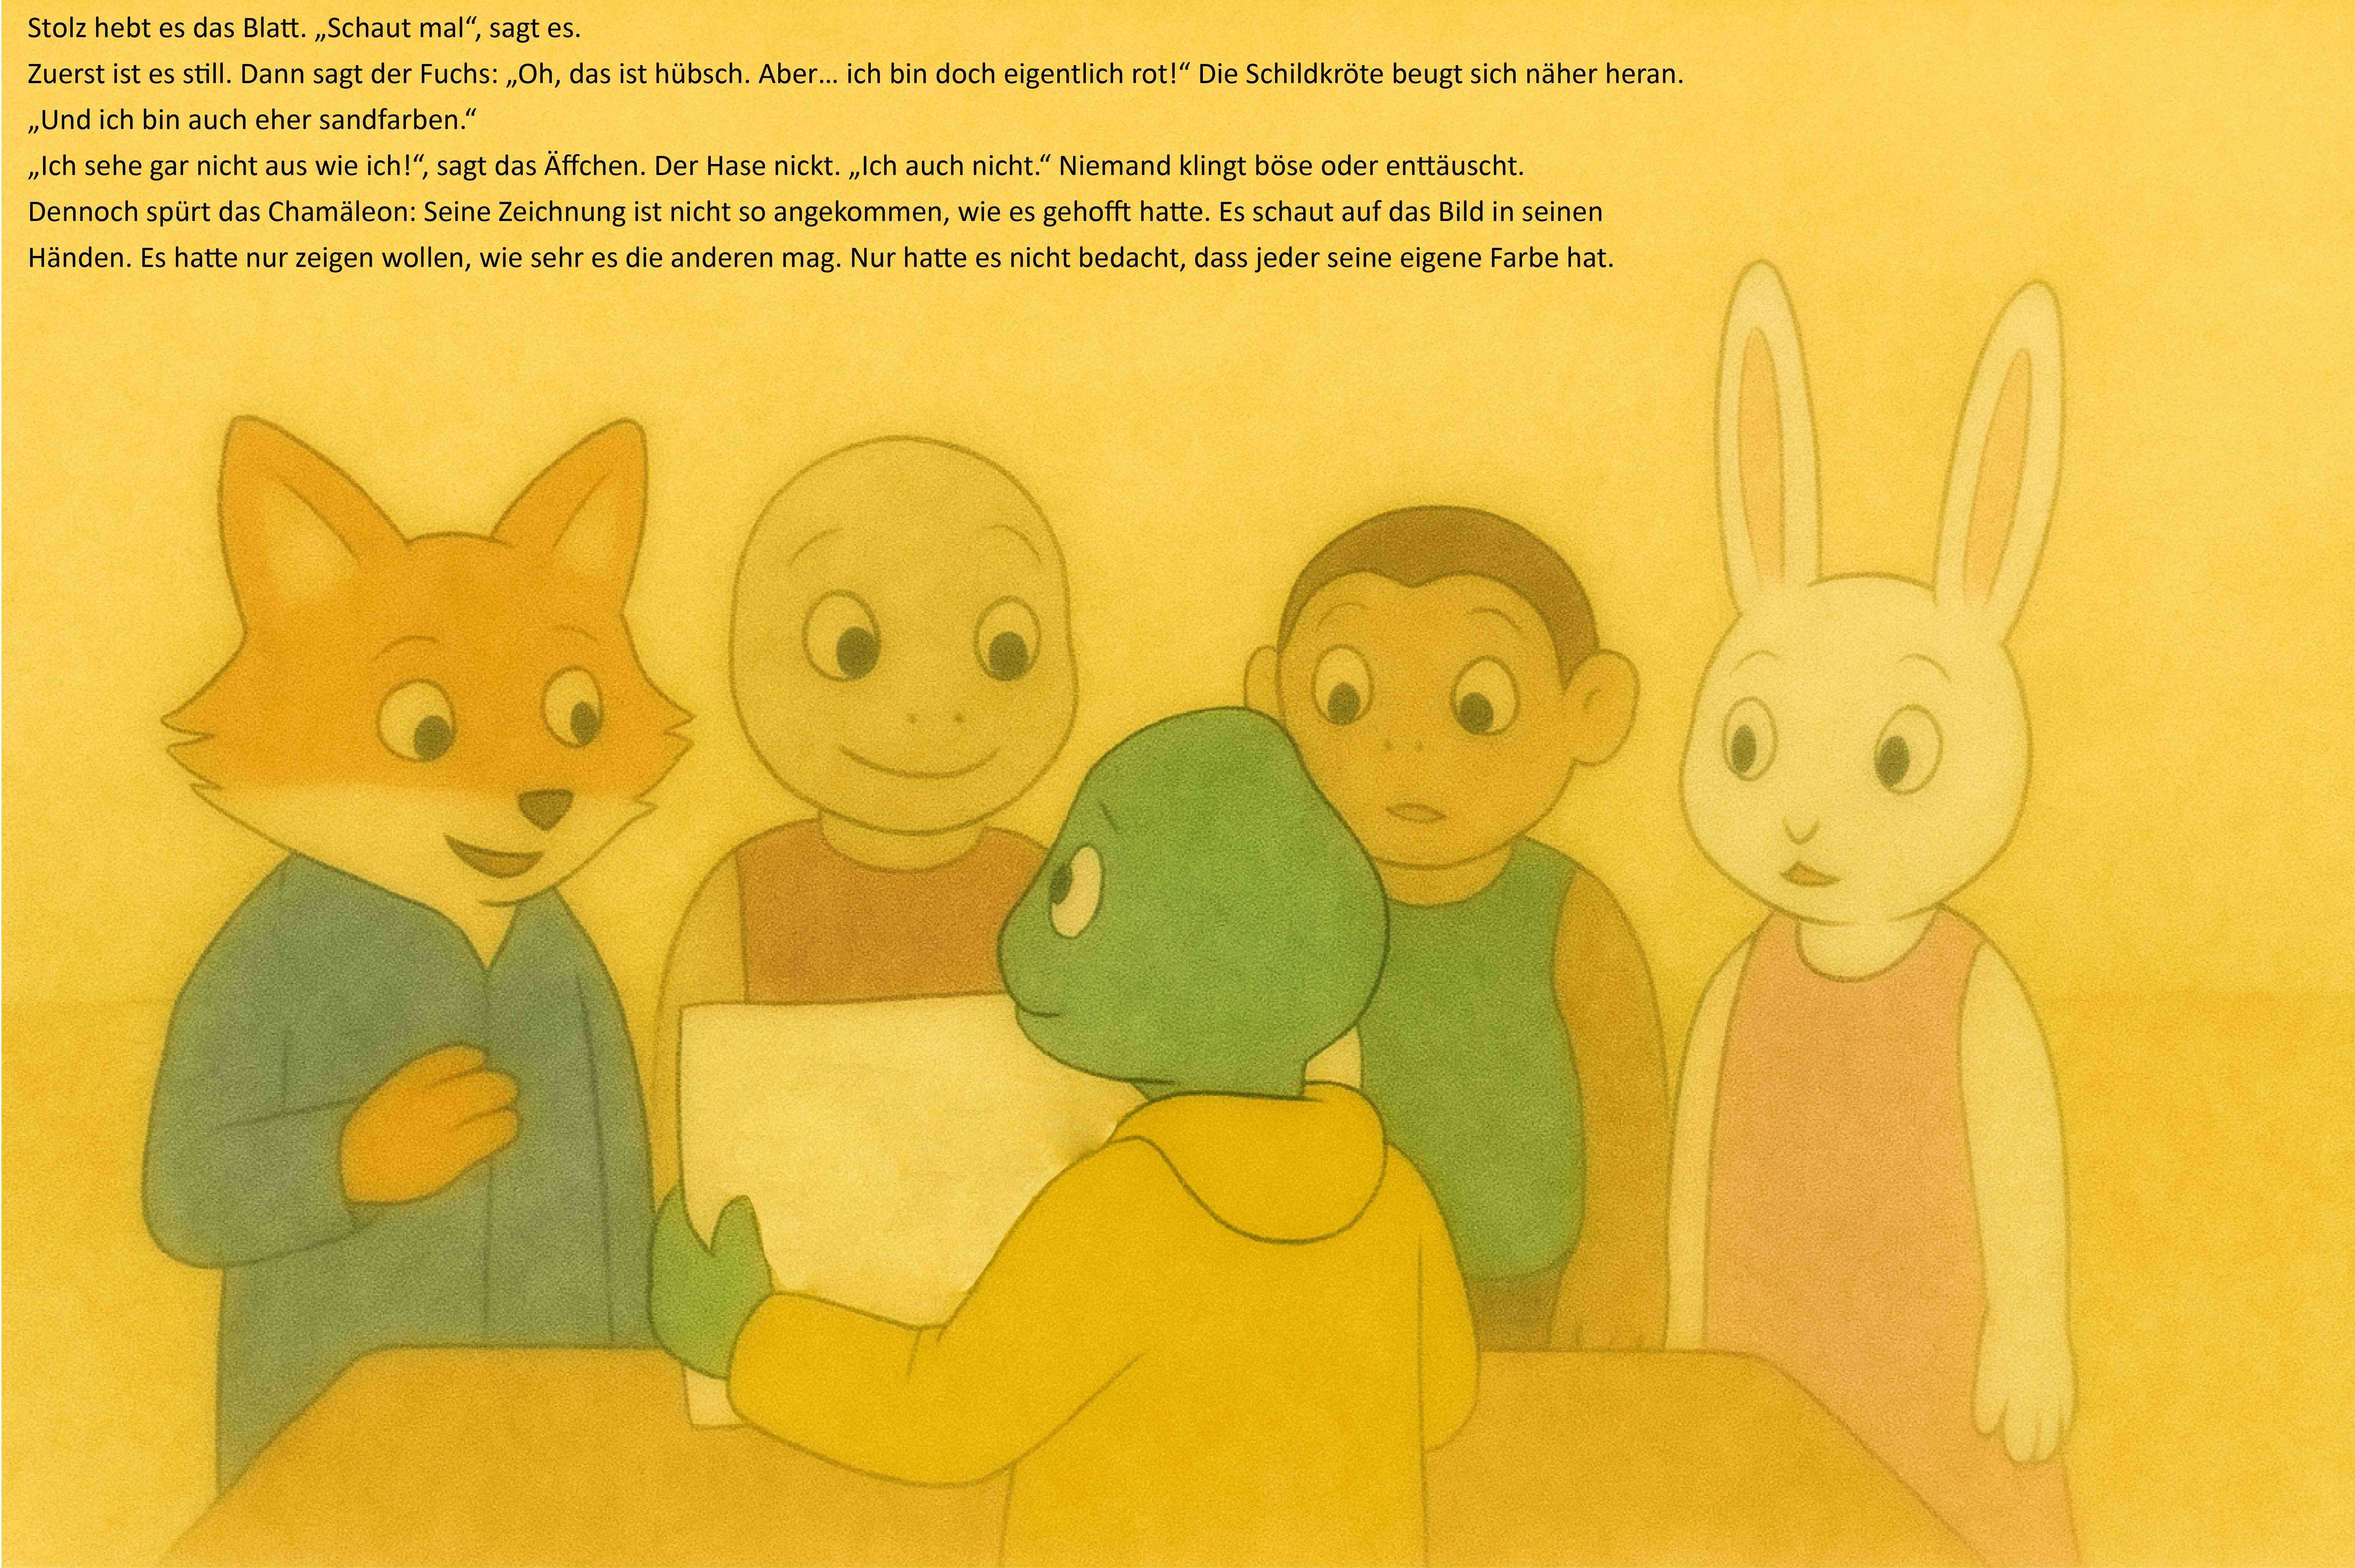 Stolz hebt es das Blatt. „Schaut mal“, sagt es.
Zuerst ist es still. Dann sagt der Fuchs: „Oh, das ist hübsch. Aber... ich bin doch eigentlich rot!“ Die Schildkröte beugt sich näher heran.
„Und ich bin auch eher sandfarben.“
„Ich sehe gar nicht aus wie ich!“, sagt das Äffchen. Der Hase nickt. „Ich auch nicht.“ Niemand klingt böse oder enttäuscht.
Dennoch spürt das Chamäleon: Seine Zeichnung ist nicht so angekommen, wie es gehofft hatte. Es schaut auf das Bild in seinen
Händen. Es hatte nur zeigen wollen, wie sehr es die anderen mag. Nur hatte es nicht bedacht, dass jeder seine eigene Farbe hat.